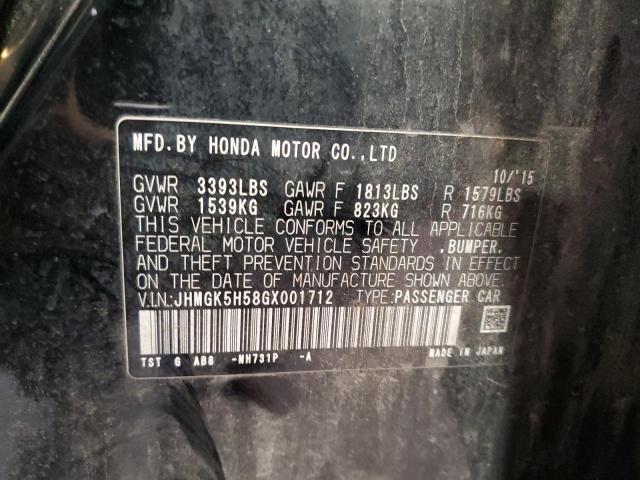 MFD.BY HONDA MOTOR CO.,LTD
10/'15
GVWR 3393LBS GAWR F 1813LBS R 1579LBS
GVWR 1539KG GAWR F 823KG R 716KG
THIS VEHICLE CONFORMS TO ALL APPLICABLE
FEDERAL MOTOR VEHICLE SAFETY ,BUMPER,
AND THEFT PREVENTION STANDARDS IN EFFECT
ON THE DATE OF MANUFACTURE SHOWN ABOVE.
V.I.N.:JHMGK5H58GX001712 TYPE:PASSENGER CAR
TST G AB8 -NH731P -A MADE IN JAPAN